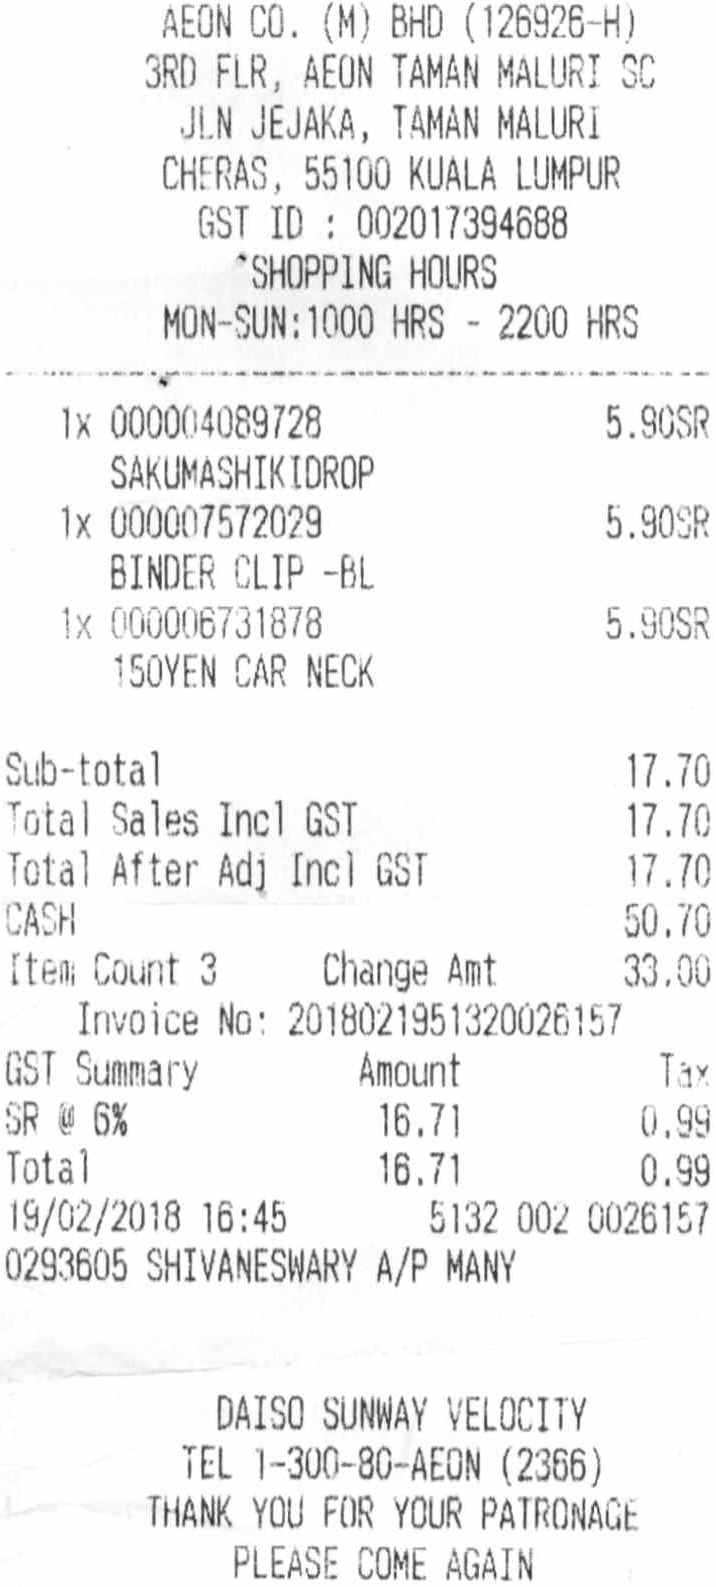 AEON CO. (M) BHD (126926-H)
3RD FLR, AEON TAMAN MALURI SC
JLN JEJAKA, TAMAN MALURI
CHERAS, 55100 KUALA LUMPUR
GST ID : 002017394688
SHOPPING HOURS
MON-SUN:1000 HRS - 2200 HRS
1x 000004089728 5.90SR
SAKUMASHIKIDROP
1x 000007572029 5.90SR
BINDER CLIP -BL
1x 000006731878 5.90SR
150YEN CAR NECK
Sub-total 17.70
Total Sales Incl GST 17.70
Total After Adj Incl GST 17.70
CASH 50.70
Item Count 3 Change Amt 33.00
Invoice No: 2018021951320026157
GST Summary Amount Tax
SR @ 6% 16.71 0.99
Total 16.71 0.99
19/02/2018 16:45 5132 002 0026157
0293605 SHIVANESWARY A/P MANY
DAISO SUNWAY VELOCITY
TEL 1-300-80-AEON (2366)
THANK YOU FOR YOUR PATRONAGE
PLEASE COME AGAIN